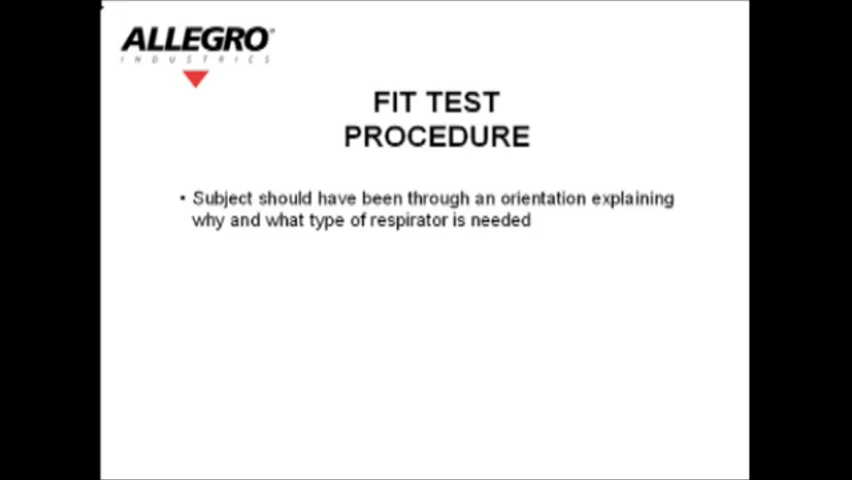 ALLEGRO
INDUSTRIES
FIT TEST
PROCEDURE
• Subject should have been through an orientation explaining
why and what type of respirator is needed